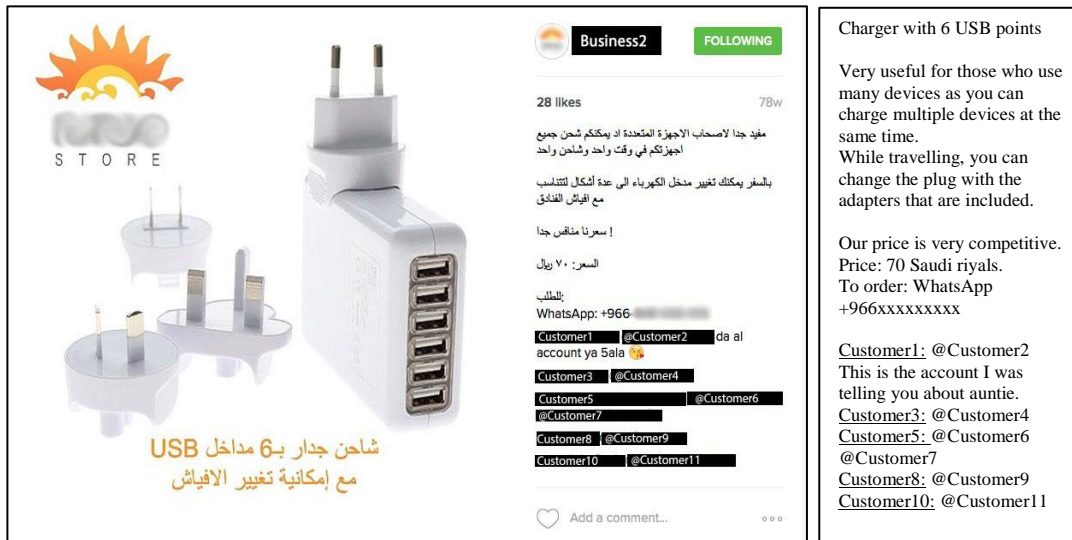 STORE
شاحن جدار بـ6 مداخل USB
مع إمكانية تغيير الافياش
Business2
FOLLOWING
28 likes
78w
مفيد جدا لاصحاب الاجهزة المتعددة اد يمكنكم شحن جميع
اجهزتكم في وقت واحد وشاحن واحد
بالسفر يمكنك تغيير مدخل الكهرباء الى عدة أشكال لتتناسب
مع افياش الفنادق
! سعرنا منافس جدا
السعر: ٧٠ ريال
للطلب:
WhatsApp: +966-
Customer1 @Customer2 da al
account ya 5ala
Customer3 @Customer4
Customer5 @Customer6
@Customer7
Customer8 @Customer9
Customer10 @Customer11
Add a comment...
Charger with 6 USB points
Very useful for those who use
many devices as you can
charge multiple devices at the
same time.
While travelling, you can
change the plug with the
adapters that are included.
Our price is very competitive.
Price: 70 Saudi riyals.
To order: WhatsApp
+966xxxxxxxxx
Customer1: @Customer2
This is the account I was
telling you about auntie.
Customer3: @Customer4
Customer5: @Customer6
@Customer7
Customer8: @Customer9
Customer10: @Customer11